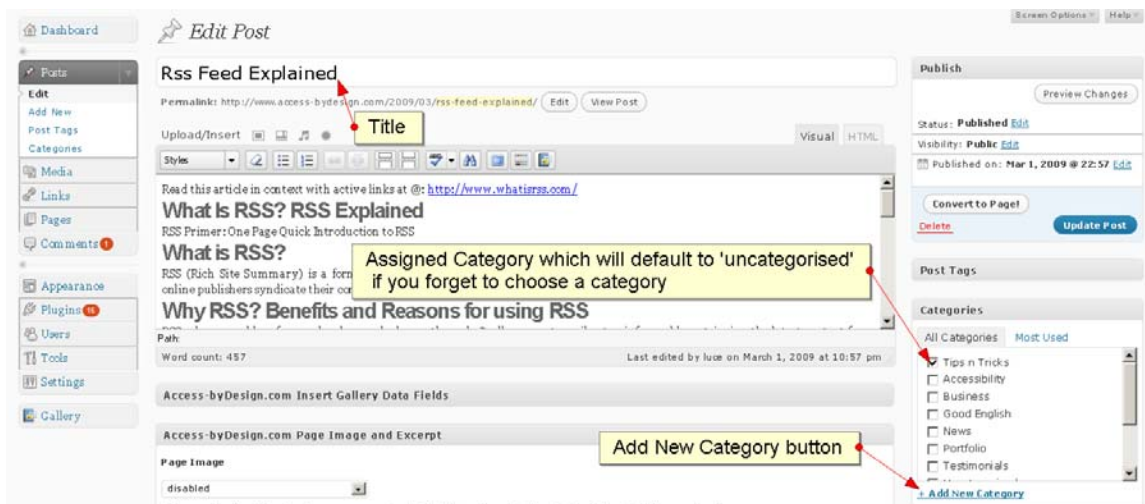 Screen Options Help
Dashboard
Edit Post
Posts
Edit
Add New
Post Tags
Categories
Media
Links
Pages
Comments 1
Appearance
Plugins 16
Users
Tools
Settings
Gallery
Rss Feed Explained
Permalink: http://www.access-bydesign.com/2009/03/rss-feed-explained/ Edit View Post
Title
Upload/Insert
Visual HTML
Styles
Read this article in context with active links at @: http://www.whatisrss.com/
What Is RSS? RSS Explained
RSS Primer: One Page Quick Introduction to RSS
What is RSS?
RSS (Rich Site Summary) is a
online publishers syndicate their
Assigned Category which will default to 'uncategorised'
if you forget to choose a category
Why RSS? Benefits and Reasons for using RSS
Path:
Word count: 457 Last edited by luce on March 1, 2009 at 10:57 pm
Access-byDesign.com Insert Gallery Data Fields
Access-byDesign.com Page Image and Excerpt
Page Image
disabled
Add New Category button
Publish
Preview Changes
Status: Published Edit
Visibility: Public Edit
Published on: Mar 1, 2009 @ 22:57 Edit
Convert to Page!
Delete Update Post
Post Tags
Categories
All Categories Most Used
Tips n Tricks
Accessibility
Business
Good English
News
Portfolio
Testimonials
+ Add New Category